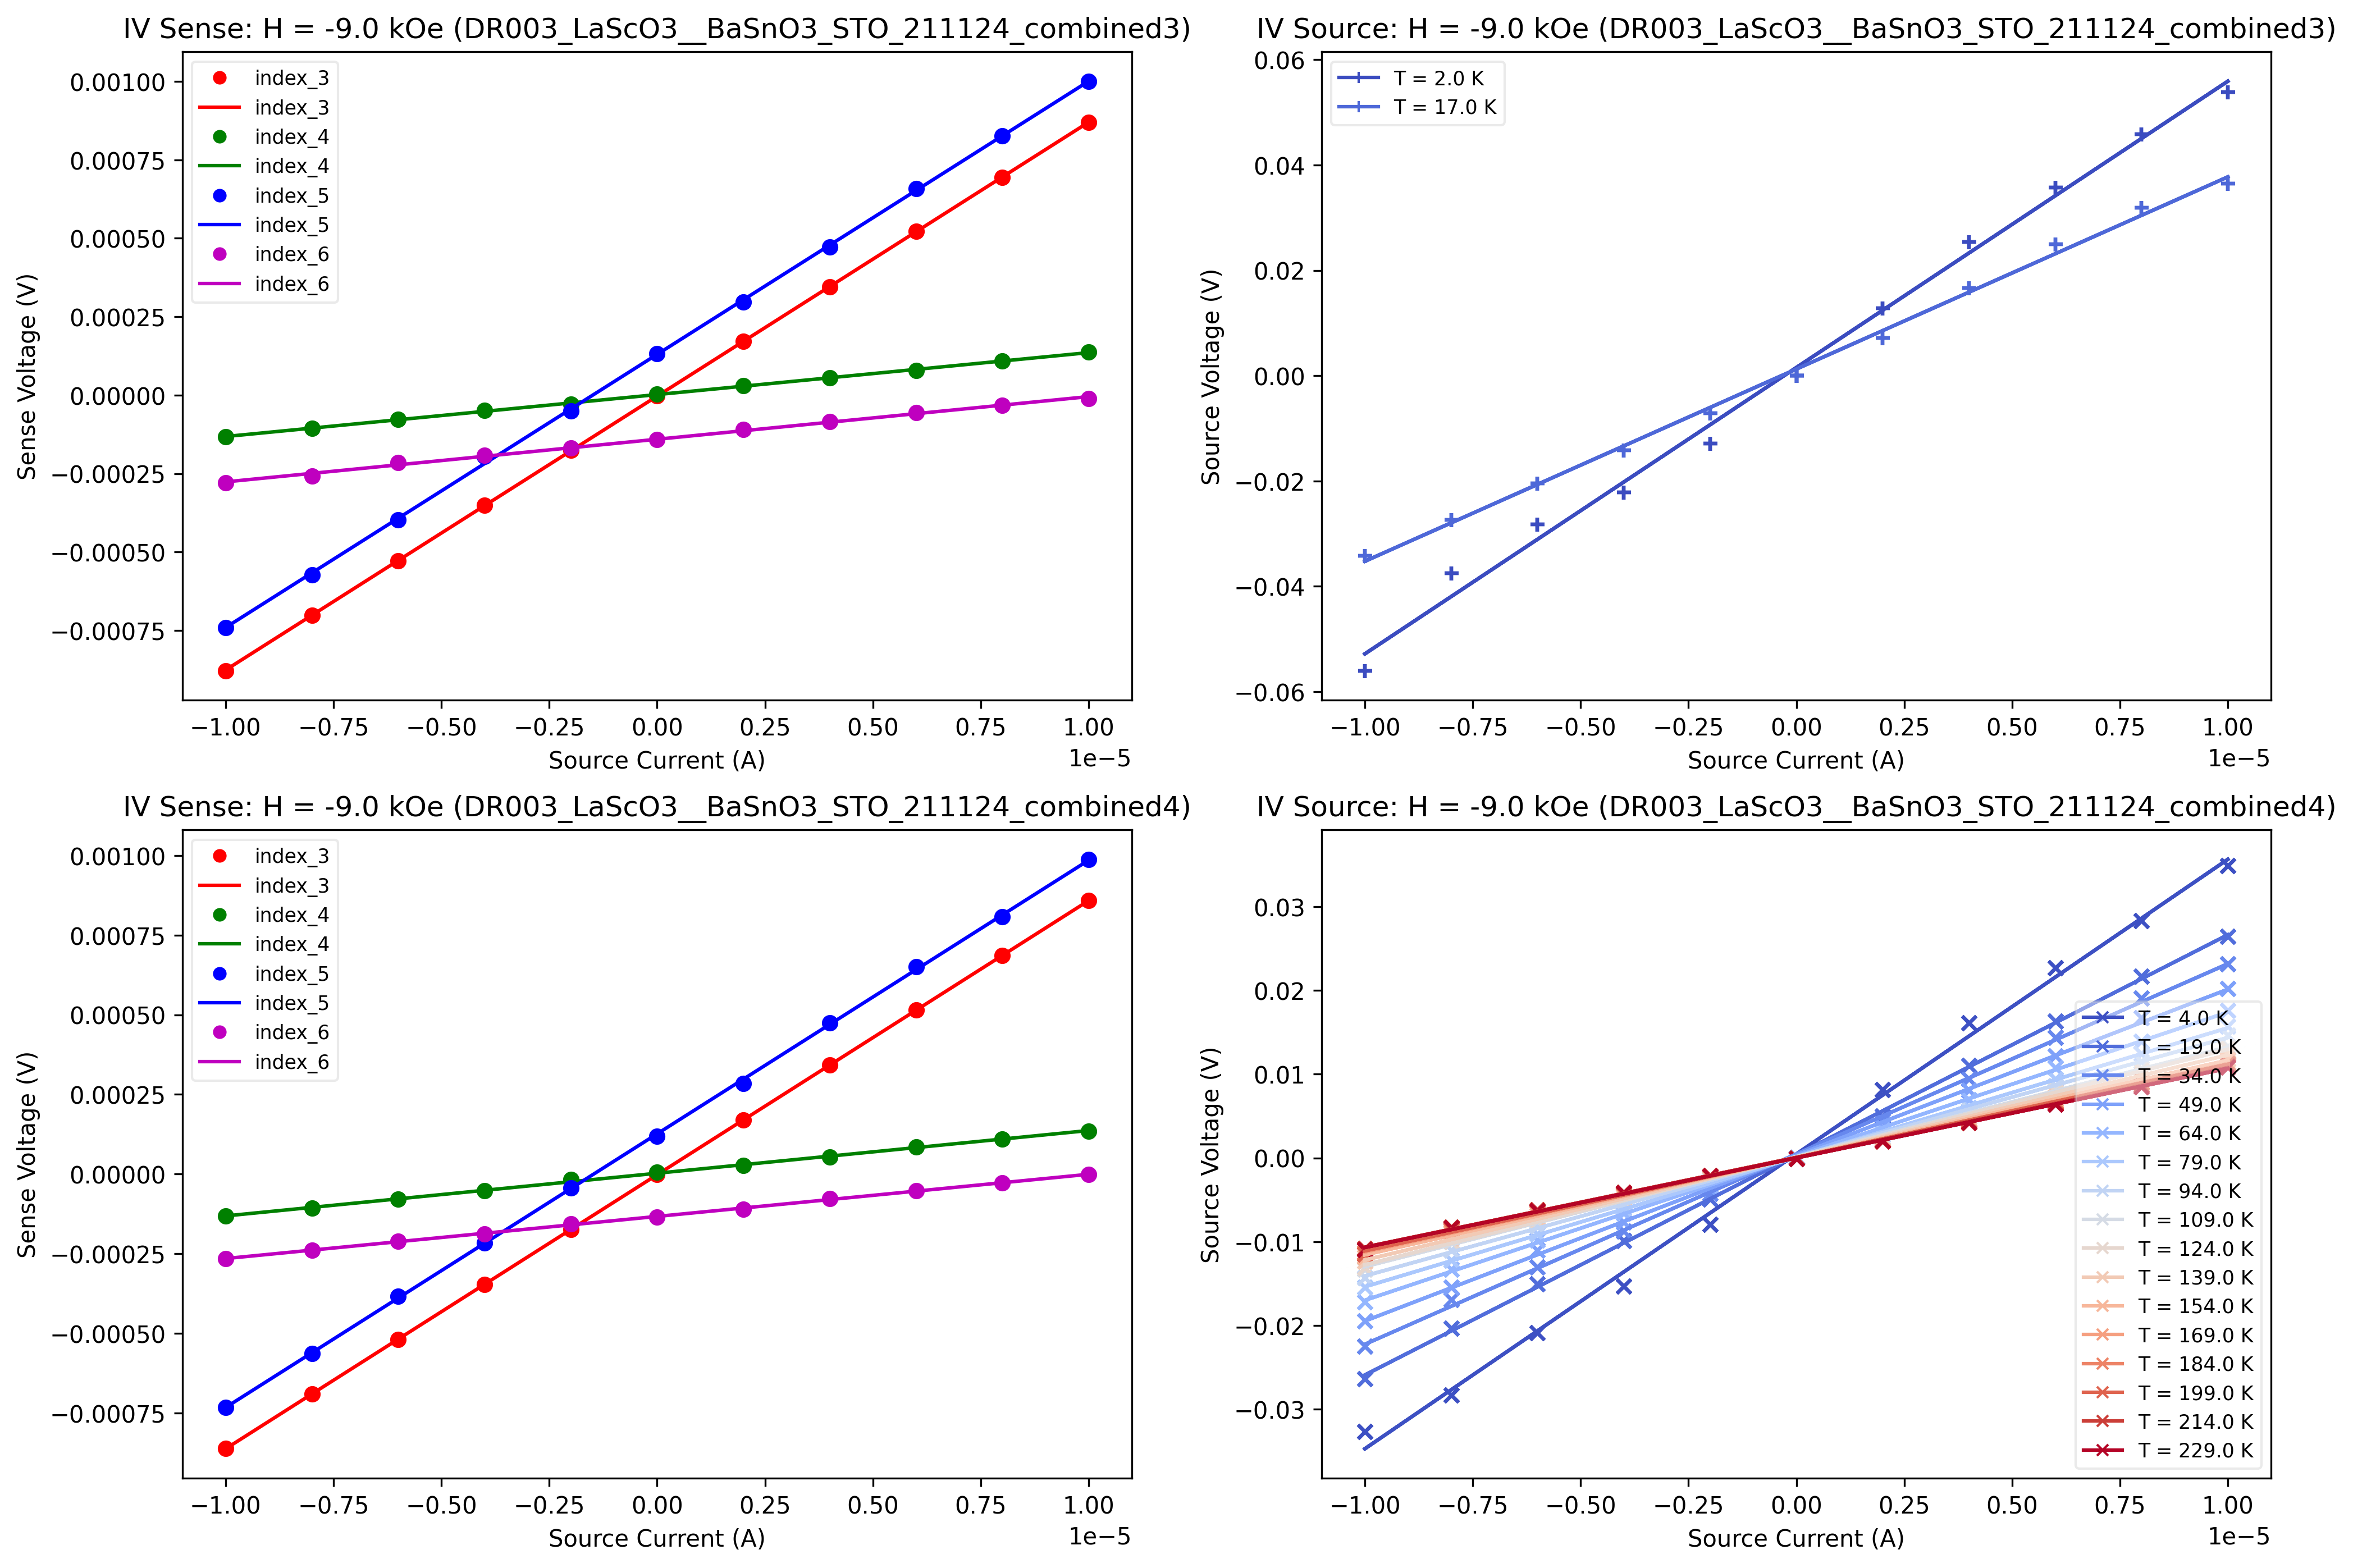 IV Sense: H = -9.0 kOe (DR003_LaScO3__BaSnO3_STO_211124_combined3)
0.00100
0.00075
0.00050
0.00025
0.00000
−0.00025
−0.00050
−0.00075
Sense Voltage (V)
index_3
index_3
index_4
index_4
index_5
index_5
index_6
index_6
−1.00 −0.75 −0.50 −0.25 0.00 0.25 0.50 0.75 1.00
1e−5
Source Current (A)
IV Source: H = -9.0 kOe (DR003_LaScO3__BaSnO3_STO_211124_combined3)
0.06
0.04
0.02
0.00
−0.02
−0.04
−0.06
Source Voltage (V)
T = 2.0 K
T = 17.0 K
−1.00 −0.75 −0.50 −0.25 0.00 0.25 0.50 0.75 1.00
1e−5
Source Current (A)
IV Sense: H = -9.0 kOe (DR003_LaScO3__BaSnO3_STO_211124_combined4)
0.00100
0.00075
0.00050
0.00025
0.00000
−0.00025
−0.00050
−0.00075
Sense Voltage (V)
index_3
index_3
index_4
index_4
index_5
index_5
index_6
index_6
−1.00 −0.75 −0.50 −0.25 0.00 0.25 0.50 0.75 1.00
1e−5
Source Current (A)
IV Source: H = -9.0 kOe (DR003_LaScO3__BaSnO3_STO_211124_combined4)
0.03
0.02
0.01
0.00
−0.01
−0.02
−0.03
Source Voltage (V)
T = 4.0 K
T = 19.0 K
T = 34.0 K
T = 49.0 K
T = 64.0 K
T = 79.0 K
T = 94.0 K
T = 109.0 K
T = 124.0 K
T = 139.0 K
T = 154.0 K
T = 169.0 K
T = 184.0 K
T = 199.0 K
T = 214.0 K
T = 229.0 K
−1.00 −0.75 −0.50 −0.25 0.00 0.25 0.50 0.75 1.00
1e−5
Source Current (A)